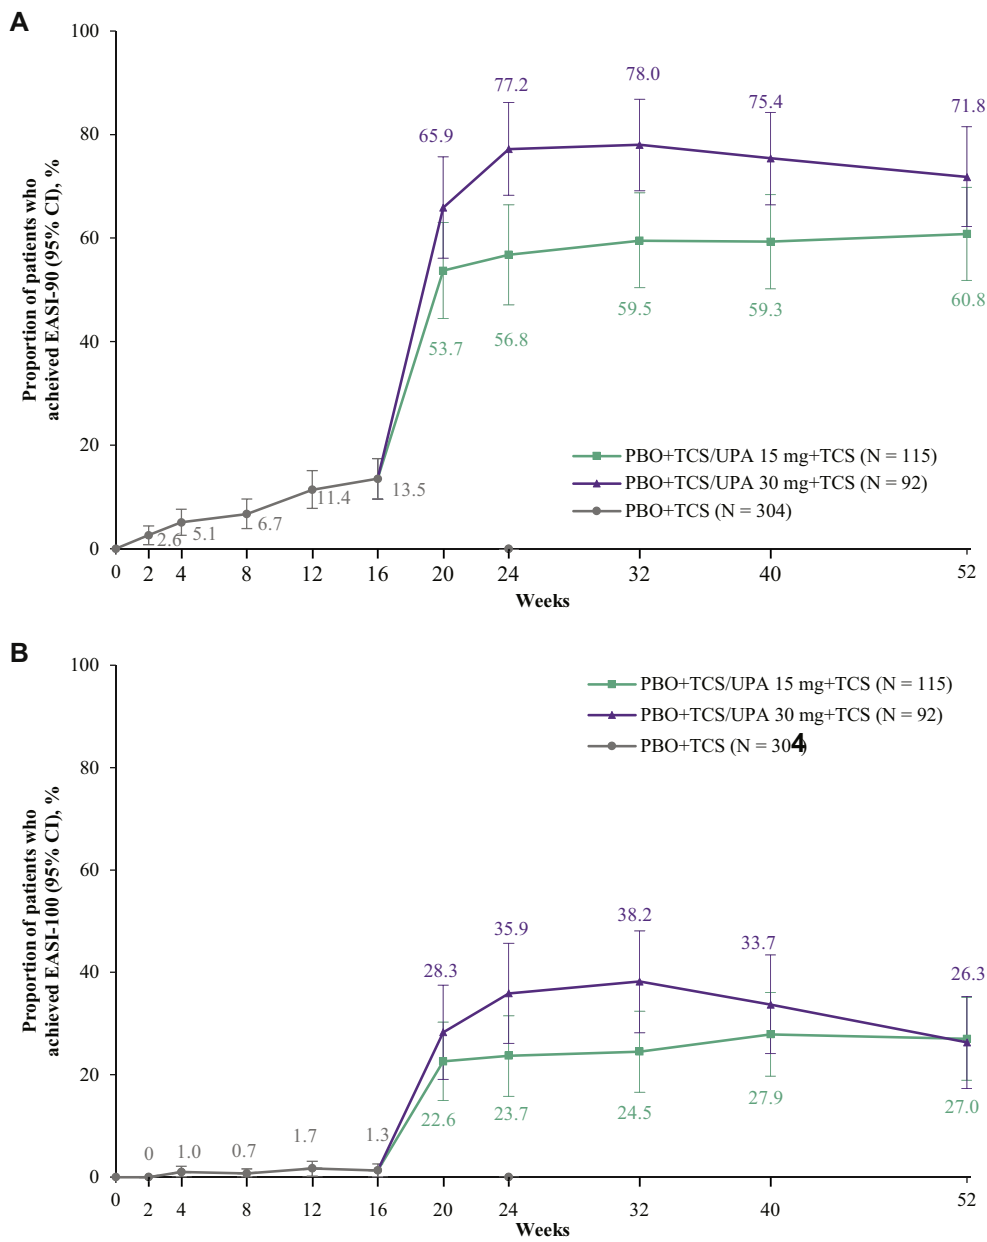 A
100
80
60
40
20
0
Proportion of patients who
acheived EASI-90 (95% CI), %
77.2
78.0
75.4
71.8
65.9
53.7
56.8
59.5
59.3
60.8
PBO+TCS/UPA 15 mg+TCS (N = 115)
PBO+TCS/UPA 30 mg+TCS (N = 92)
PBO+TCS (N = 304)
2.6
5.1
6.7
11.4
13.5
0 2 4 8 12 16 20 24 32 40 52
Weeks
B
100
80
60
40
20
0
Proportion of patients who
achieved EASI-100 (95% CI), %
PBO+TCS/UPA 15 mg+TCS (N = 115)
PBO+TCS/UPA 30 mg+TCS (N = 92)
PBO+TCS (N = 304)
28.3
35.9
38.2
33.7
26.3
22.6
23.7
24.5
27.9
27.0
0
1.0
0.7
1.7
1.3
0 2 4 8 12 16 20 24 32 40 52
Weeks